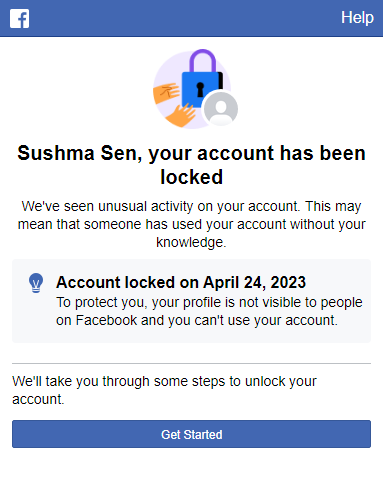 Help
Sushma Sen, your account has been
locked
We've seen unusual activity on your account. This may
mean that someone has used your account without your
knowledge.
Account locked on April 24, 2023
To protect you, your profile is not visible to people
on Facebook and you can't use your account.
We'll take you through some steps to unlock your
account.
Get Started